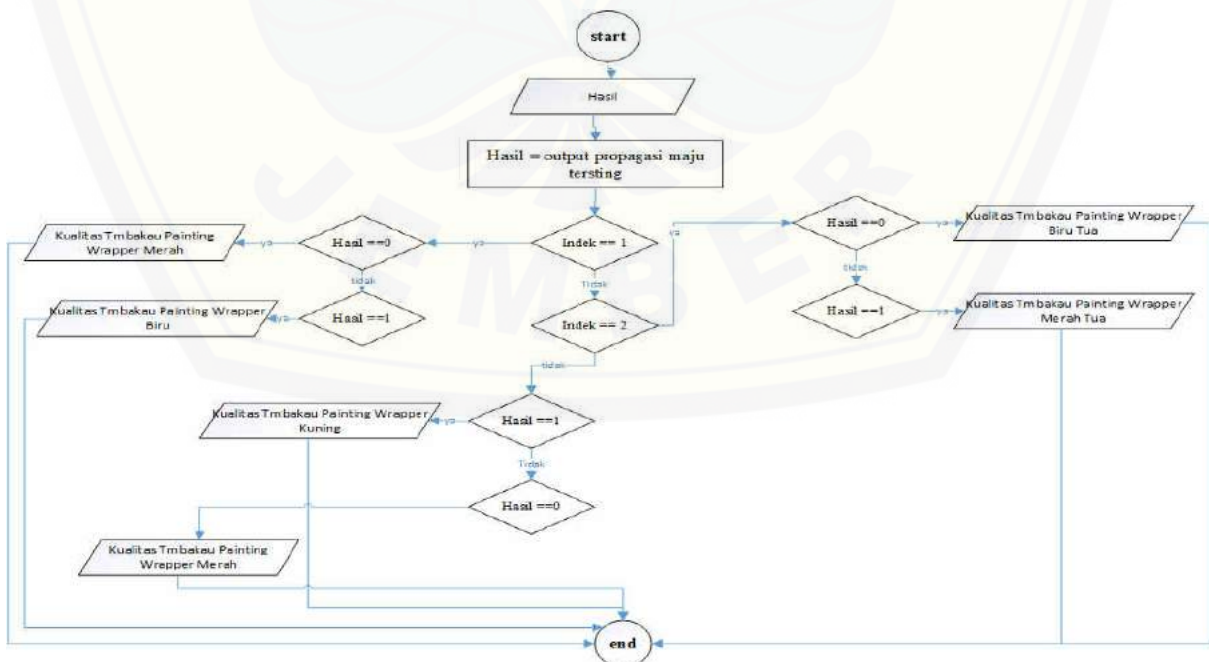 start
Hasil
Hasil = output propagasi maju
tersting
Kualitas Tmbakau Painting
Wrapper Merah
ya
Hasil ==0
ya
Indek == 1
ya
Hasil ==0
ya
Kualitas Tmbakau Painting Wrapper
Biru Tua
tidak
Tidak
tidak
Kualitas Tmbakau Painting Wrapper
Biru
ya
Hasil ==1
Indek == 2
Hasil ==1
ya
Kualitas Tmbakau Painting Wrapper
Merah Tua
tidak
Kualitas Tmbakau Painting Wrapper
Kuning
ya
Hasil ==1
Tidak
Hasil ==0
Kualitas Tmbakau Painting
Wrapper Merah
end
JEMBER